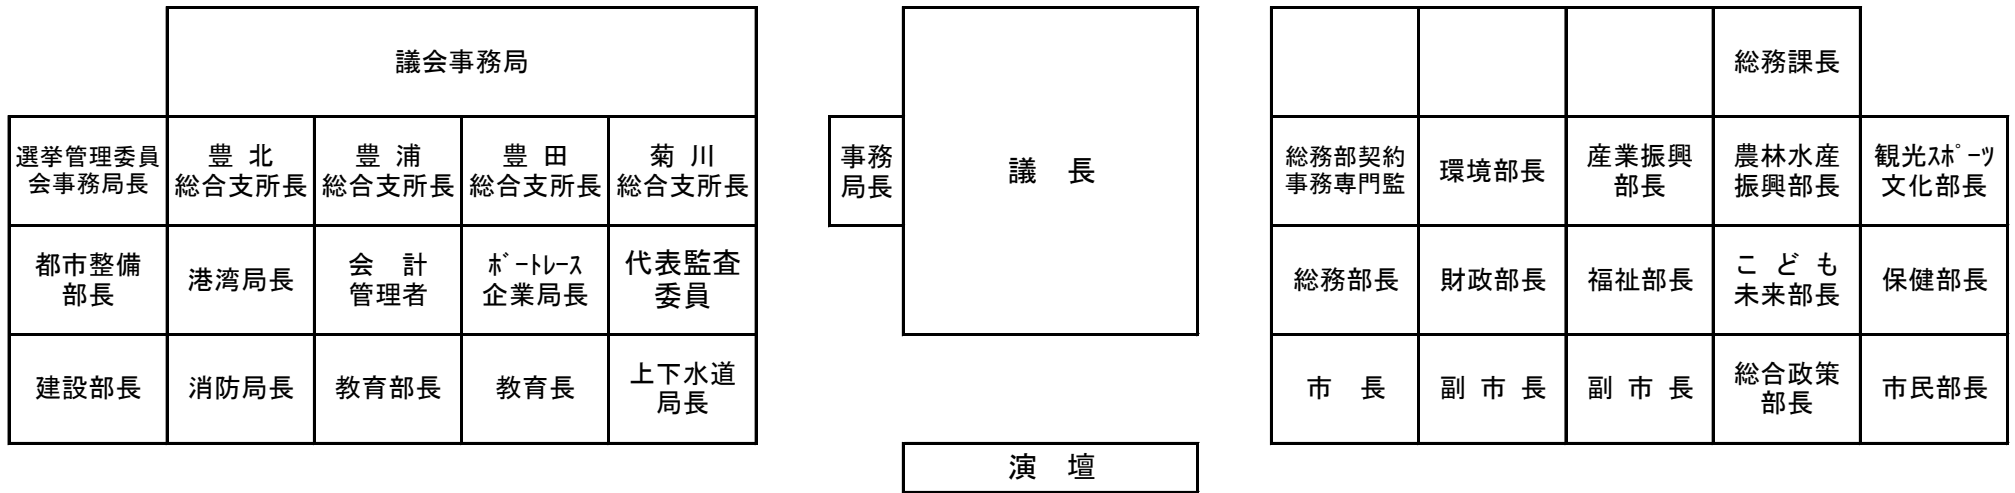 議会事務局
総務課長
選挙管理委員
会事務局長
豊 北
総合支所長
豊 浦
総合支所長
豊 田
総合支所長
菊 川
総合支所長
事務
局長
議 長
総務部契約
事務専門監
環境部長
産業振興
部長
農林水産
振興部長
観光ｽﾎﾟｰﾂ
文化部長
都市整備
部長
港湾局長
会 計
管理者
ﾎﾞｰﾄﾚｰｽ
企業局長
代表監査
委員
総務部長
財政部長
福祉部長
こ ど も
未来部長
保健部長
建設部長
消防局長
教育部長
教育長
上下水道
局長
市 長
副 市 長
副 市 長
総合政策
部長
市民部長
演 壇